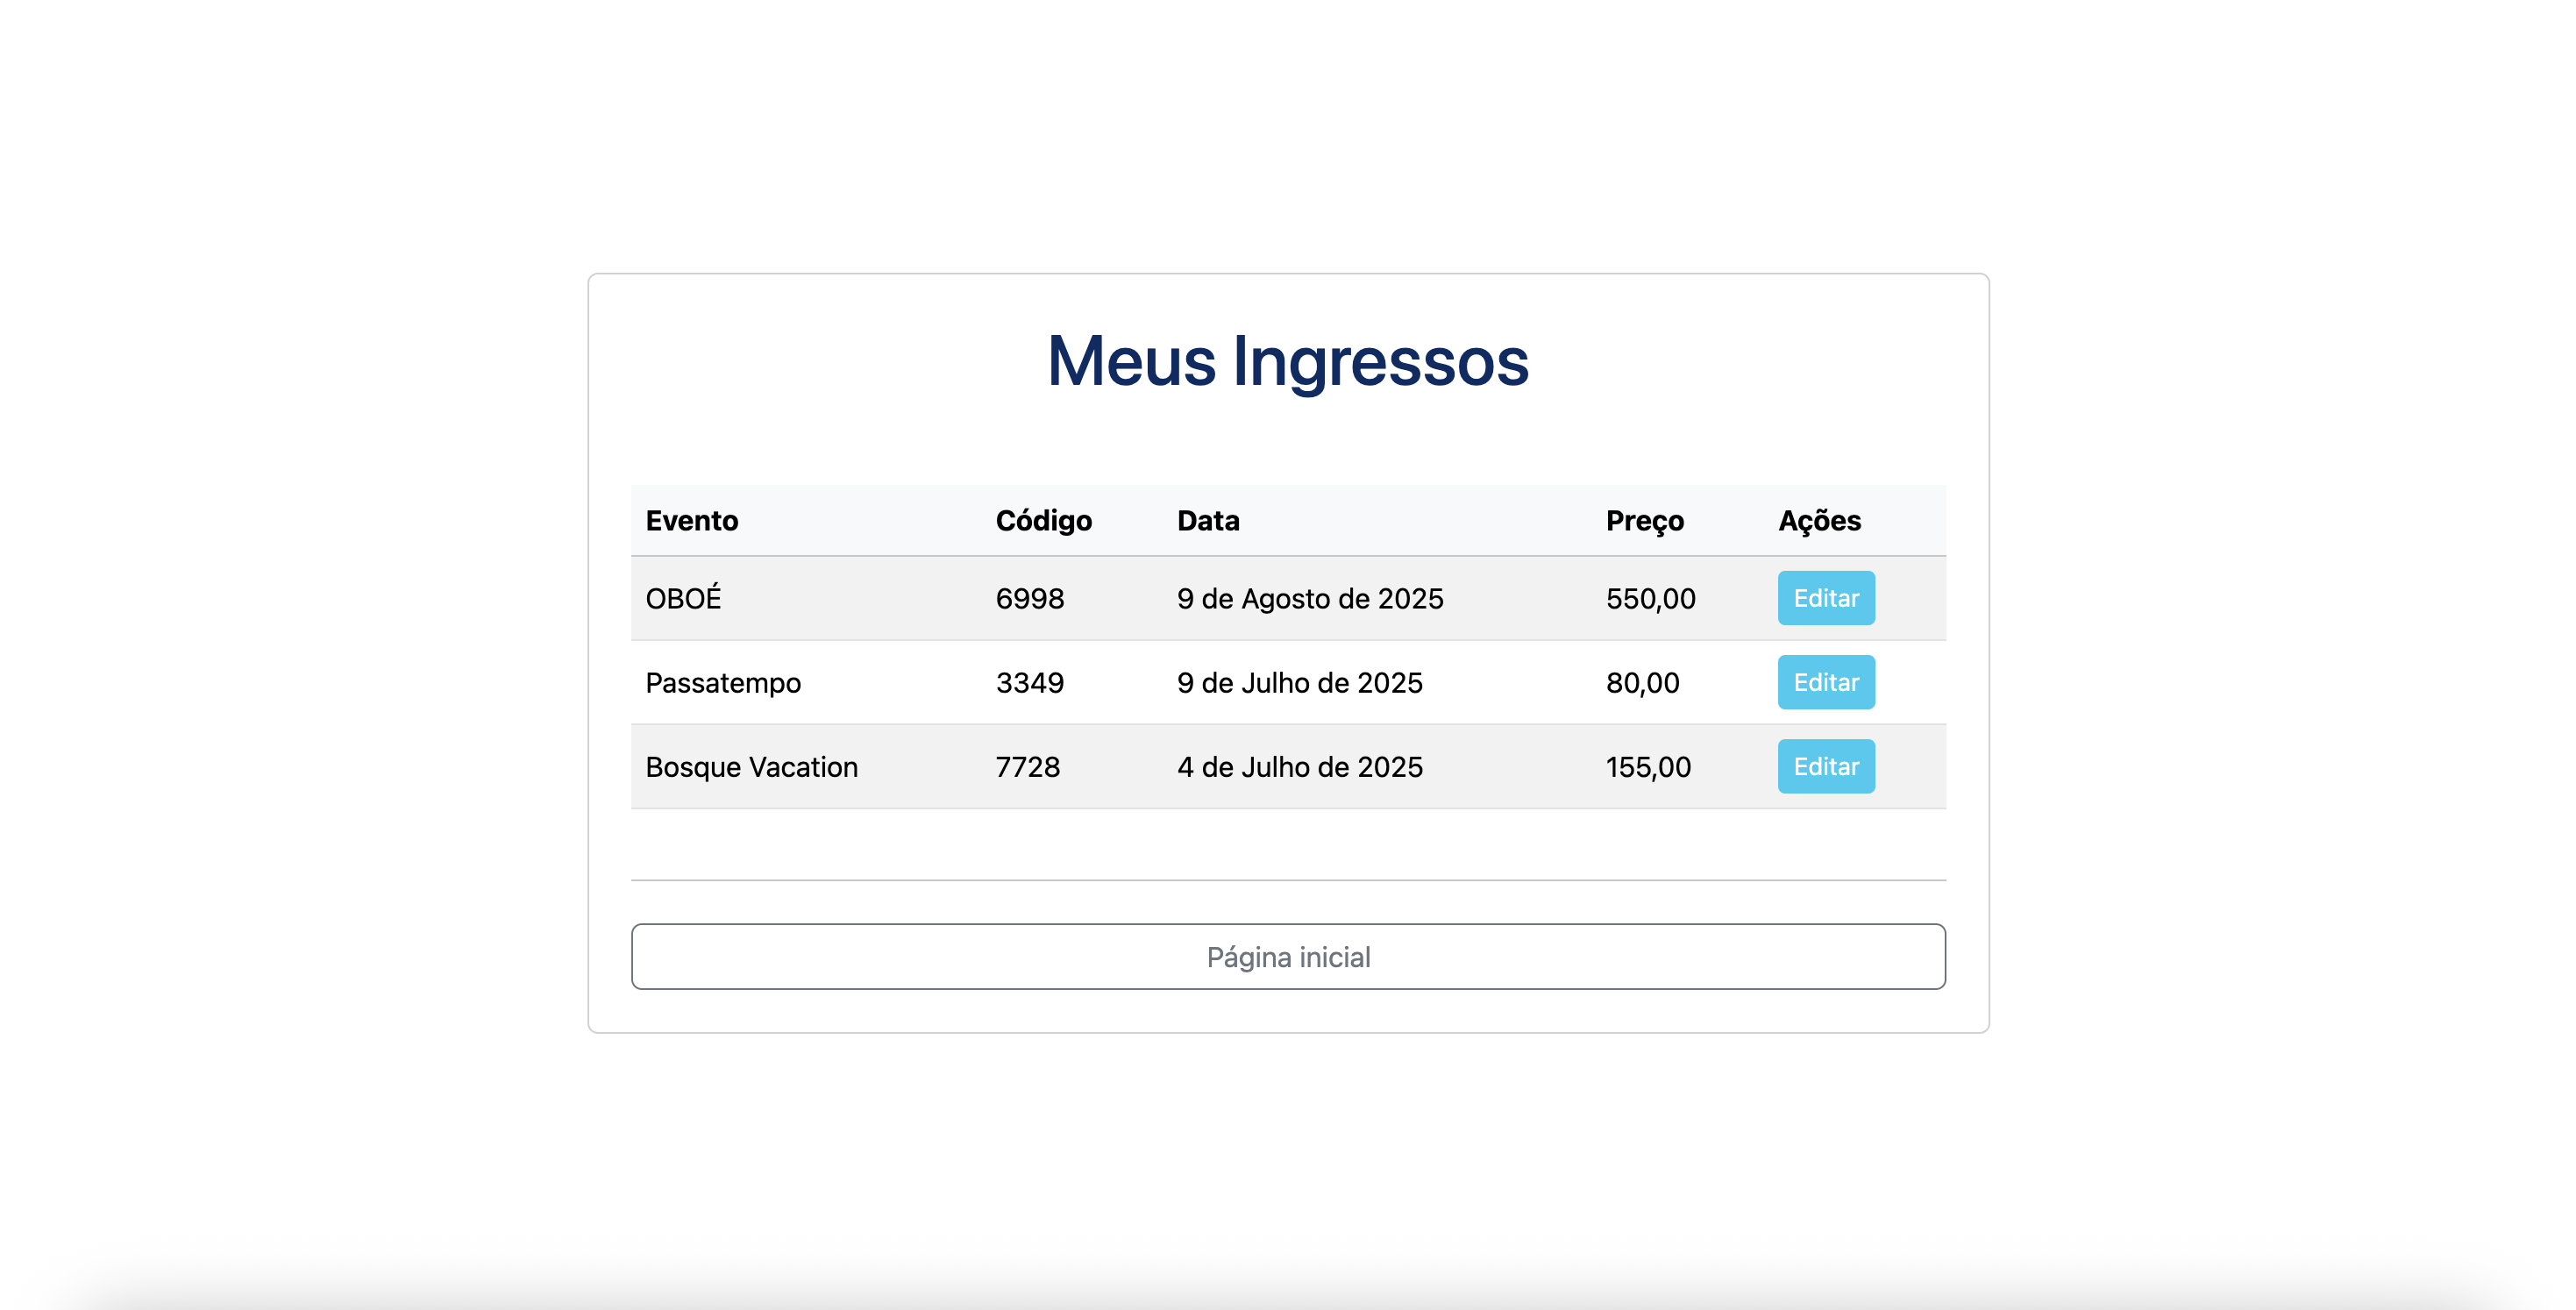 Meus Ingressos
Evento Código Data Preço Ações
OBOÉ 6998 9 de Agosto de 2025 550,00 Editar
Passatempo 3349 9 de Julho de 2025 80,00 Editar
Bosque Vacation 7728 4 de Julho de 2025 155,00 Editar
Página inicial